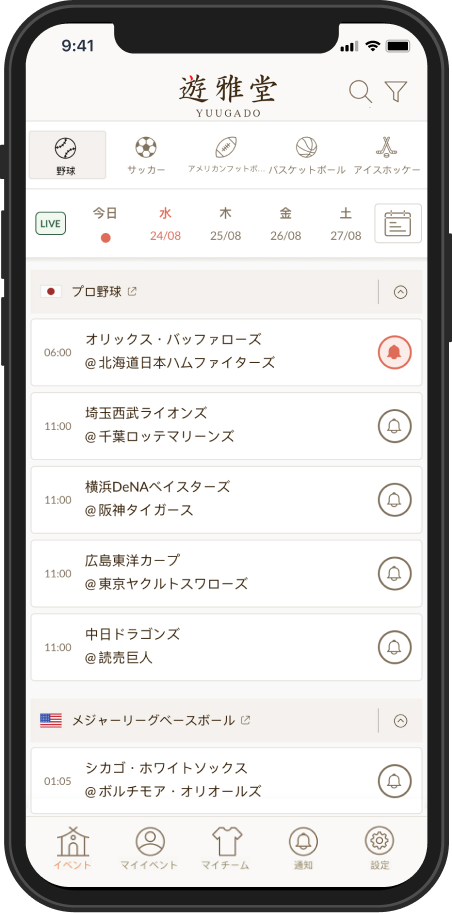 9:41
遊雅堂
YUUGADO
野球
サッカー
アメリカンフットボ...
バスケットボール
アイスホッケー
LIVE
今日
水
24/08
木
25/08
金
26/08
土
27/08
プロ野球
06:00
オリックス・バッファローズ
@北海道日本ハムファイターズ
11:00
埼玉西武ライオンズ
@千葉ロッテマリーンズ
11:00
横浜DeNAベイスターズ
@阪神タイガース
11:00
広島東洋カープ
@東京ヤクルトスワローズ
11:00
中日ドラゴンズ
@読売巨人
メジャーリーグベースボール
01:05
シカゴ・ホワイトソックス
@ボルチモア・オリオールズ
イベント
マイイベント
マイチーム
通知
設定